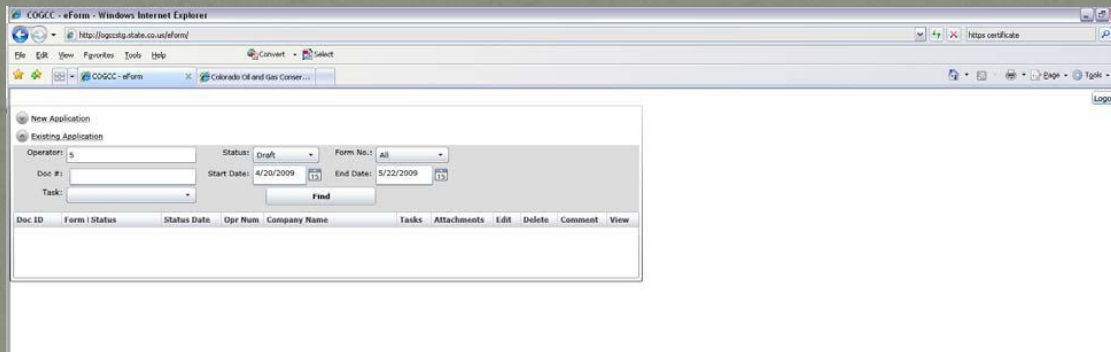 COGCC - eForm - Windows Internet Explorer
http://ogccstg.state.co.us/eform/
https certificate
File Edit View Favorites Tools Help
Convert Select
COGCC - eForm
Colorado Oil and Gas Conser...
Page Tools
Logo
New Application
Existing Application
Operator: 5 Status: Draft Form No.: All
Doc #: Start Date: 4/20/2009 15 End Date: 5/22/2009 15
Task: Find
Doc ID Form Status Status Date Opr Num Company Name Tasks Attachments Edit Delete Comment View